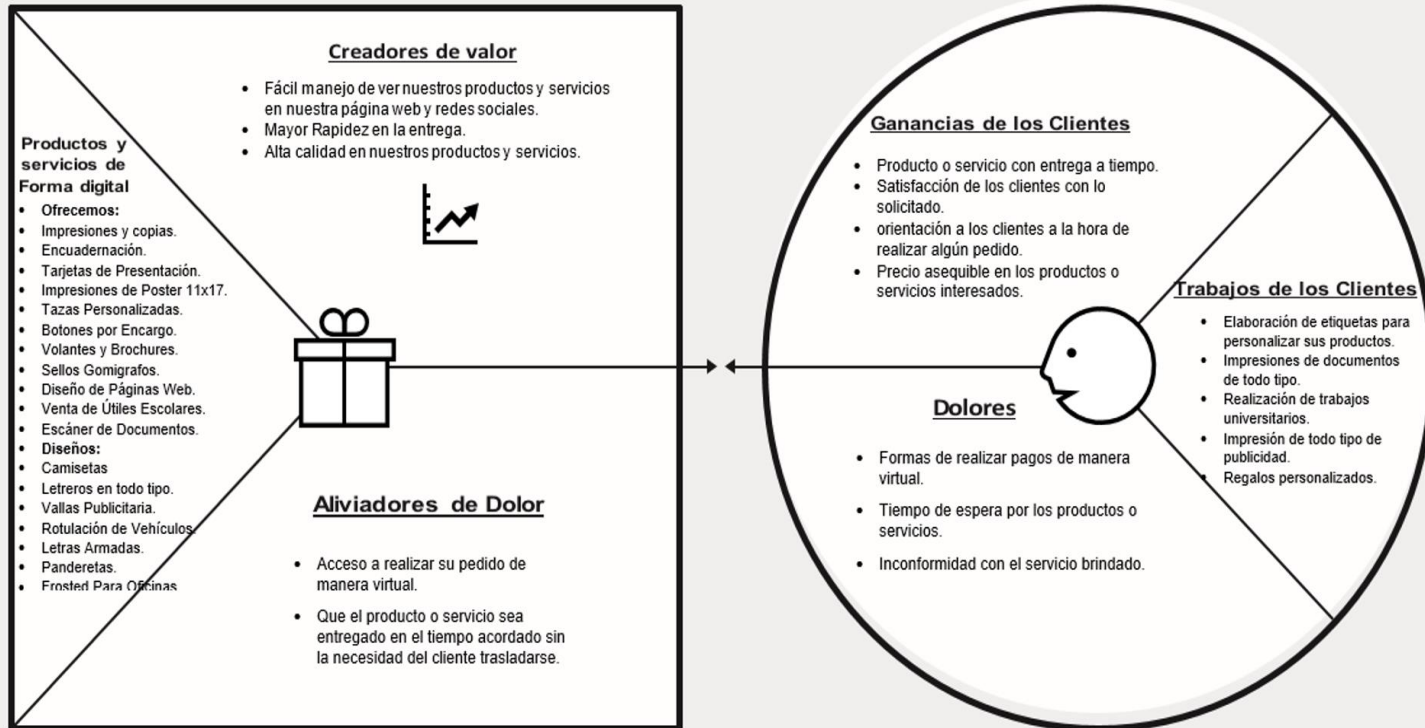 Creadores de valor
• Fácil manejo de ver nuestros productos y servicios
en nuestra página web y redes sociales.
• Mayor Rapidez en la entrega.
• Alta calidad en nuestros productos y servicios.
Productos y
servicios de
Forma digital
• Ofrecemos:
• Impresiones y copias.
• Encuadernación.
• Tarjetas de Presentación.
• Impresiones de Poster 11x17.
• Tazas Personalizadas.
• Botones por Encargo.
• Volantes y Brochures.
• Sellos Gomigrafos.
• Diseño de Páginas Web.
• Venta de Útiles Escolares.
• Escáner de Documentos.
• Diseños:
• Camisetas
• Letreros en todo tipo.
• Vallas Publicitaria.
• Rotulación de Vehículos.
• Letras Armadas.
• Panderetas.
• Frosted Para Oficinas
Aliviadores de Dolor
• Acceso a realizar su pedido de
manera virtual.
• Que el producto o servicio sea
entregado en el tiempo acordado sin
la necesidad del cliente trasladarse.
Ganancias de los Clientes
• Producto o servicio con entrega a tiempo.
• Satisfacción de los clientes con lo
solicitado.
• orientación a los clientes a la hora de
realizar algún pedido.
• Precio asequible en los productos o
servicios interesados.
Trabajos de los Clientes
• Elaboración de etiquetas para
personalizar sus productos.
• Impresiones de documentos
de todo tipo.
• Realización de trabajos
universitarios.
• Impresión de todo tipo de
publicidad.
• Regalos personalizados.
Dolores
• Formas de realizar pagos de manera
virtual.
• Tiempo de espera por los productos o
servicios.
• Inconformidad con el servicio brindado.